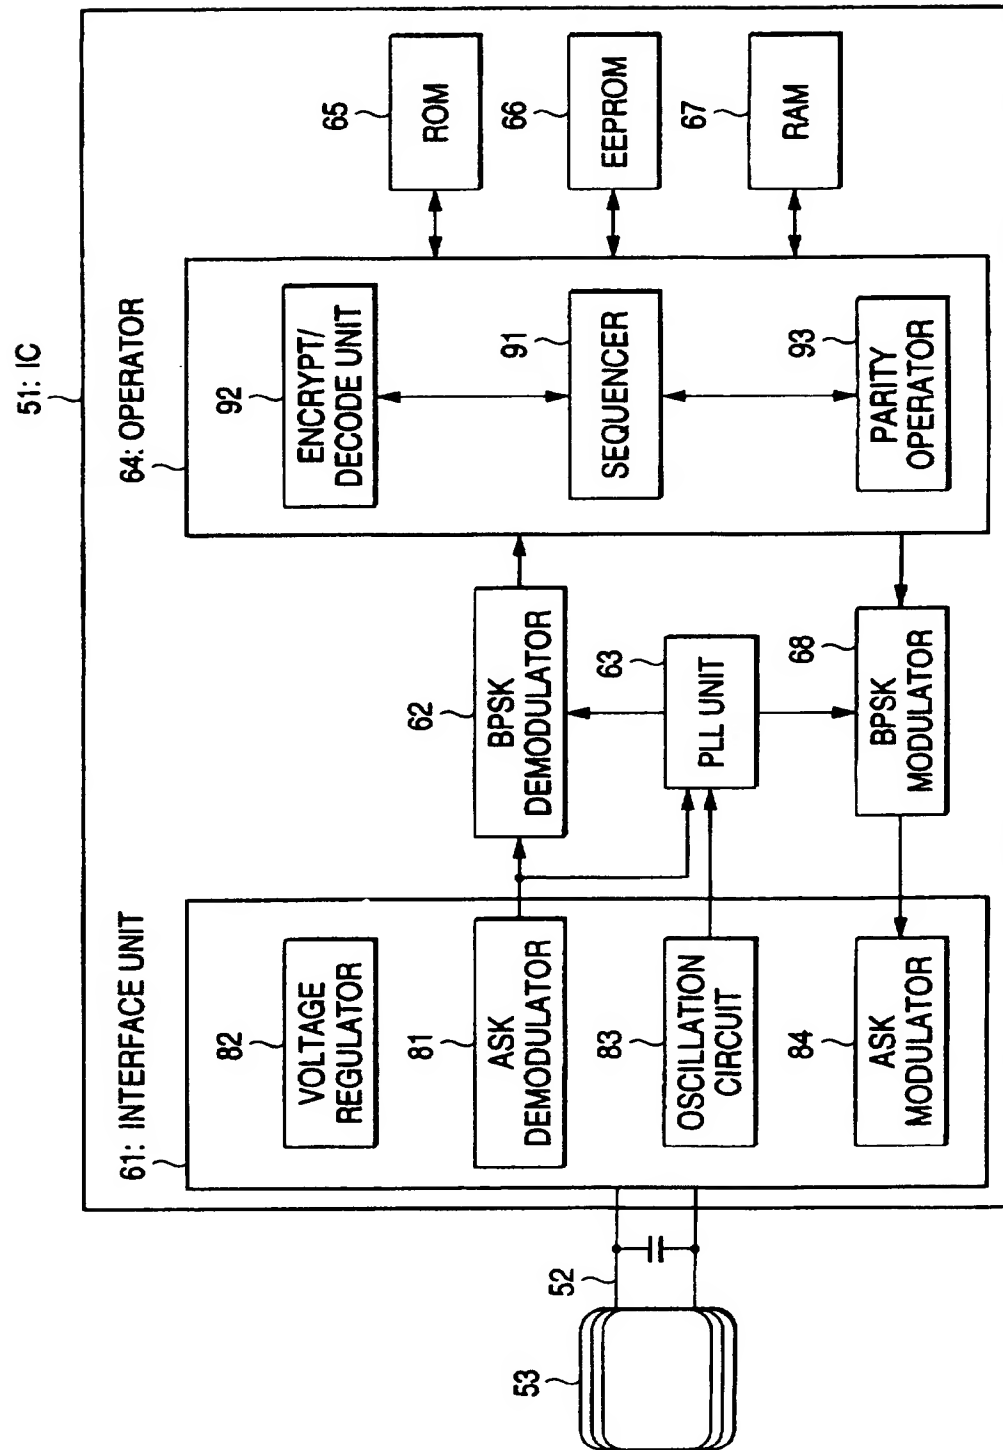 51: IC
61: INTERFACE UNIT
64: OPERATOR
82
VOLTAGE
REGULATOR
92
ENCRYPT/
DECODE UNIT
65
ROM
81
ASK
DEMODULATOR
62
BPSK
DEMODULATOR
91
SEQUENCER
66
EEPROM
53
52
83
OSCILLATION
CIRCUIT
63
PLL UNIT
67
RAM
84
ASK
MODULATOR
68
BPSK
MODULATOR
93
PARITY
OPERATOR